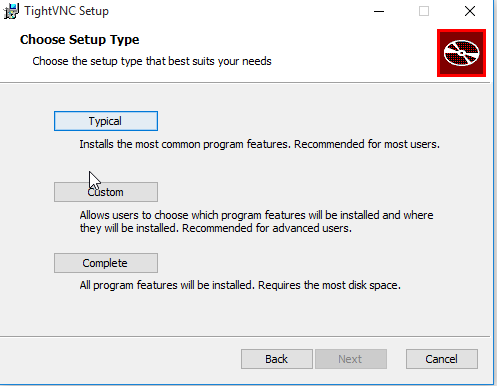 TightVNC Setup
Choose Setup Type
Choose the setup type that best suits your needs
Typical
Installs the most common program features. Recommended for most users.
Custom
Allows users to choose which program features will be installed and where
they will be installed. Recommended for advanced users.
Complete
All program features will be installed. Requires the most disk space.
Back
Next
Cancel